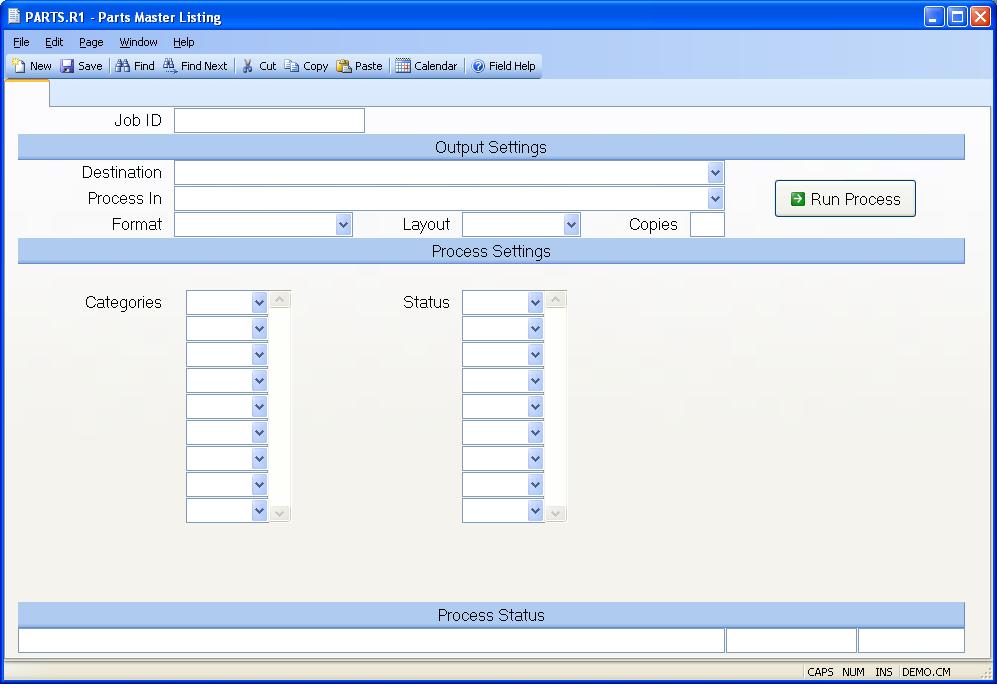 PARTS.R1 - Parts Master Listing
File Edit Page Window Help
New Save Find Find Next Cut Copy Paste Calendar Field Help
Job ID
Output Settings
Destination
Process In
Run Process
Format Layout Copies
Process Settings
Categories Status
Process Status
CAPS NUM INS DEMO.CM